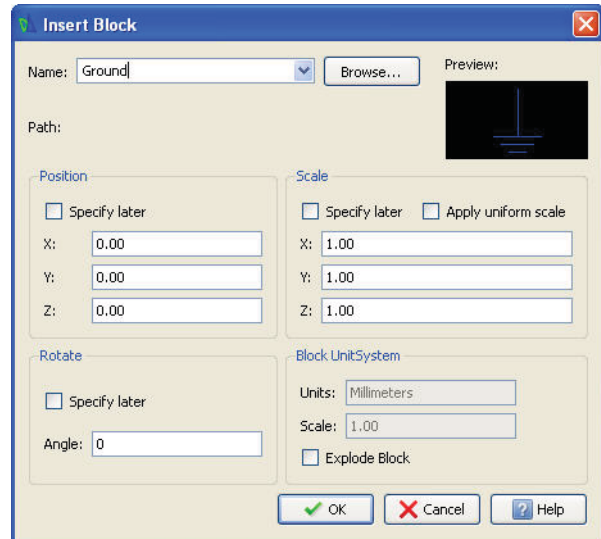 Insert Block
Name: Ground Browse... Preview:
Path:
Position
Specify later
X: 0.00
Y: 0.00
Z: 0.00
Scale
Specify later Apply uniform scale
X: 1.00
Y: 1.00
Z: 1.00
Rotate
Specify later
Angle: 0
Block UnitSystem
Units: Millimeters
Scale: 1.00
Explode Block
OK Cancel Help